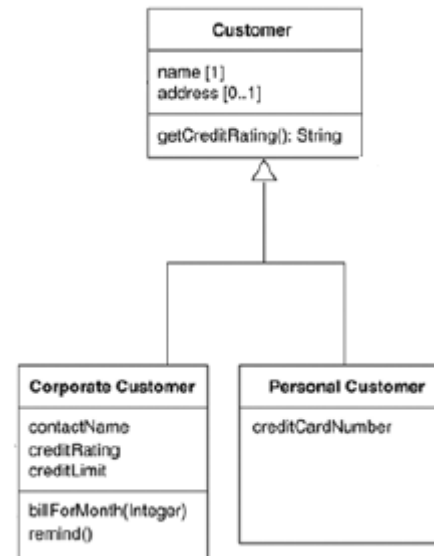 Customer
name [1]
address [0..1]
getCreditRating(): String
Corporate Customer
contactName
creditRating
creditLimit
billForMonth(Integer)
remind()
Personal Customer
creditCardNumber